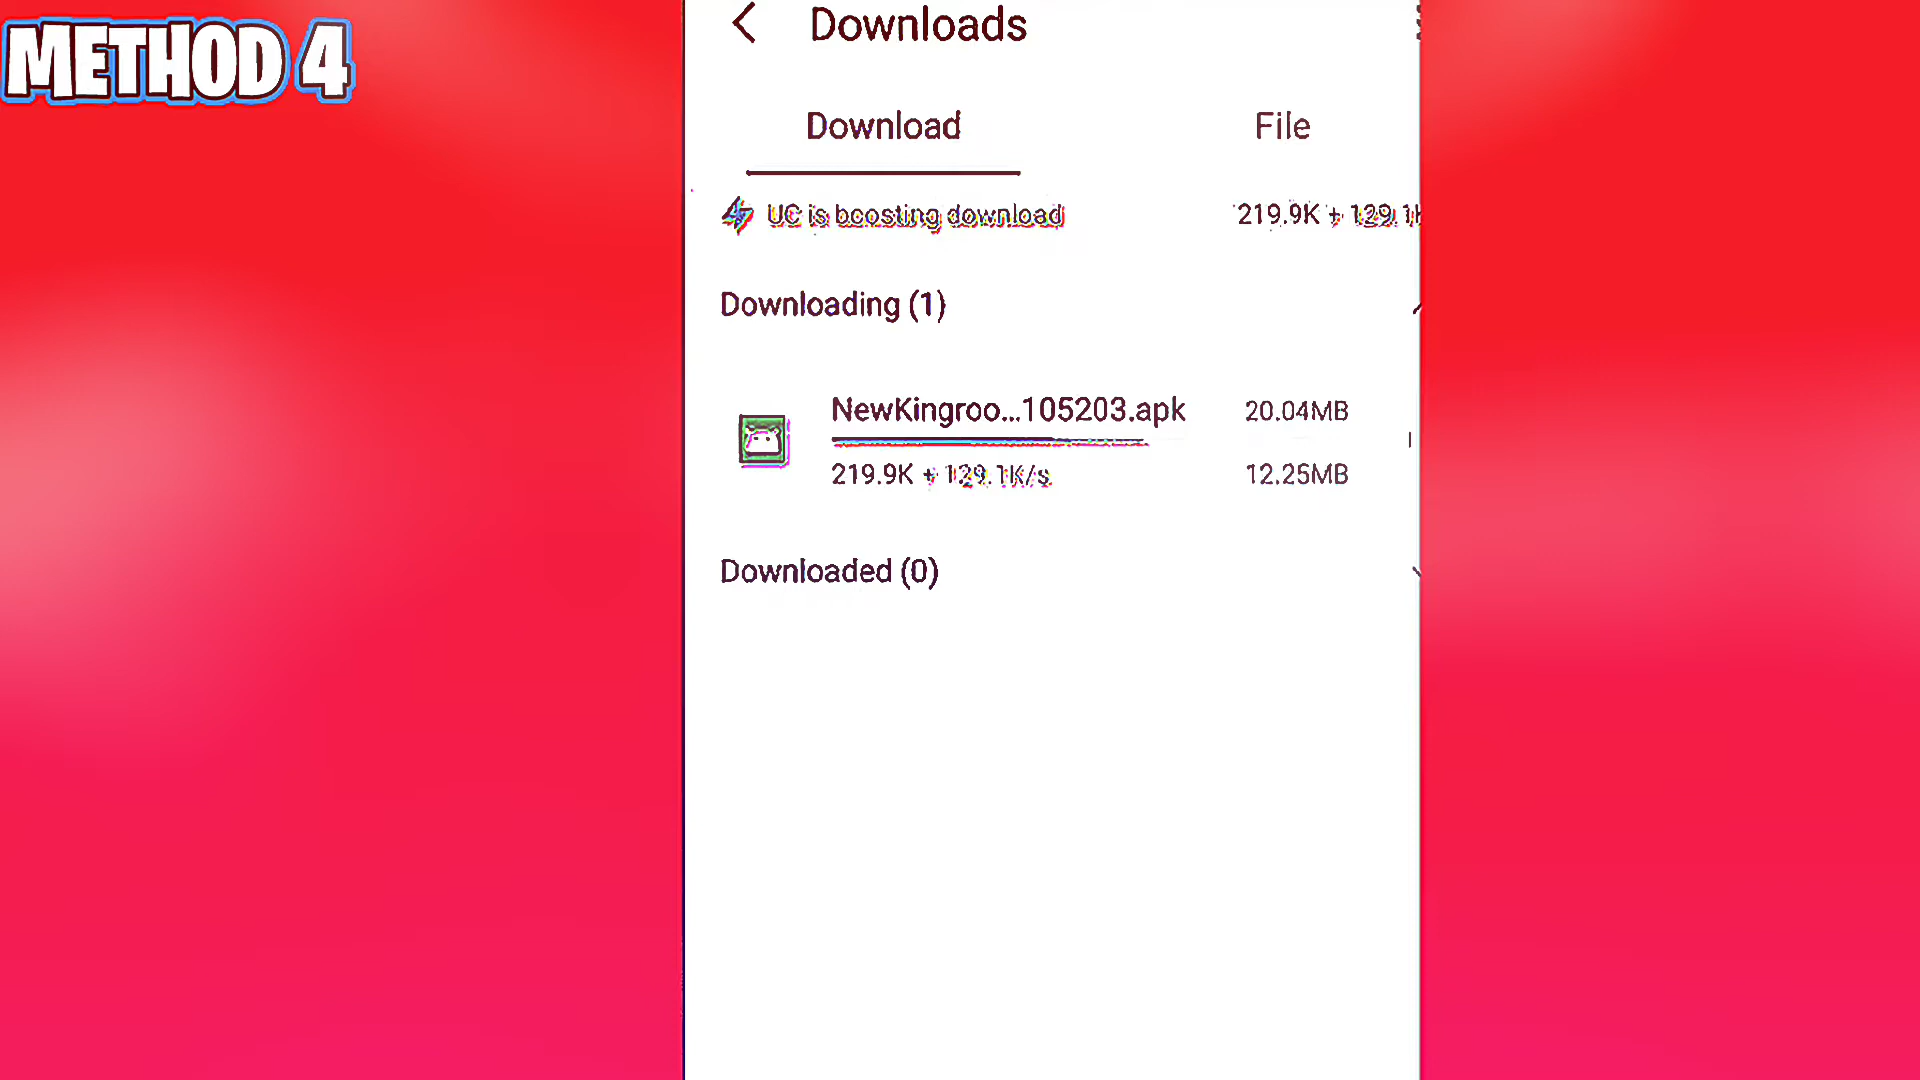 METHOD 4
Downloads
Download File
UC is boosting download 219.9K + 129.1K
Downloading (1)
NewKingroo...105203.apk 20.04MB
219.9K + 129.1K/s 12.25MB
Downloaded (0)